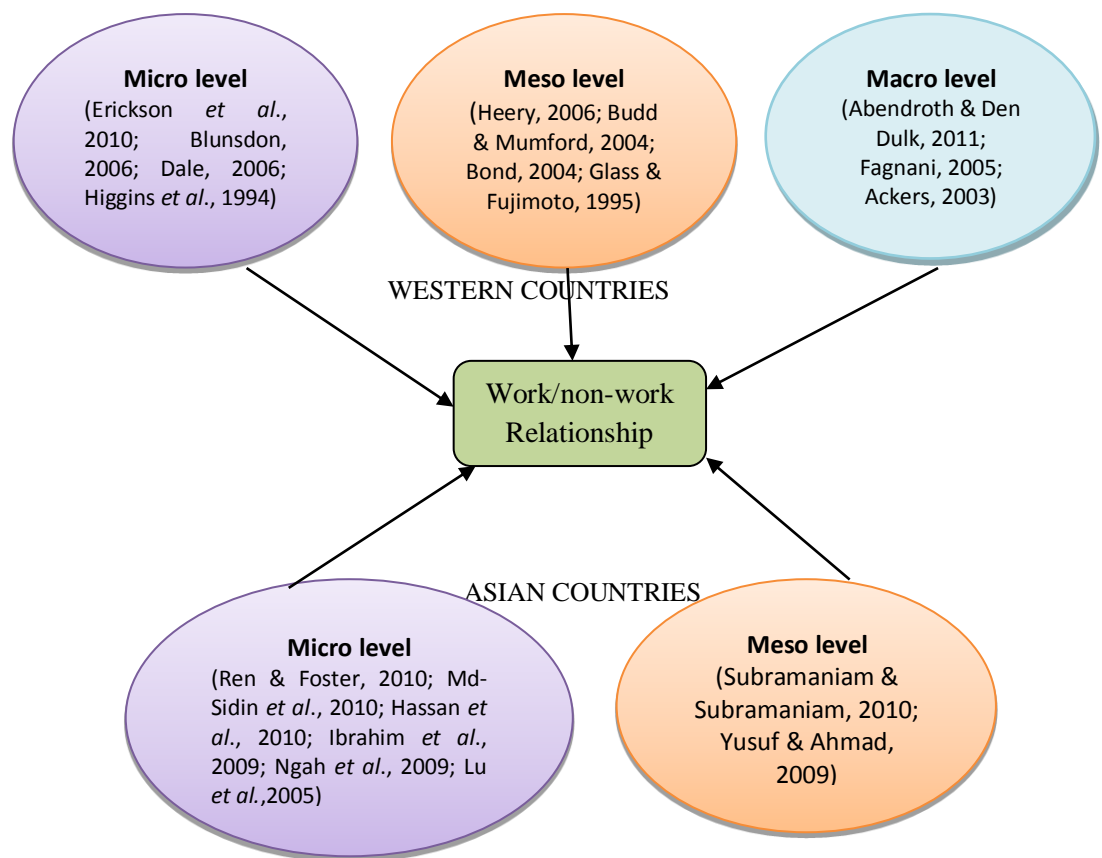 Micro level
(Erickson et al.,
2010; Blunsdon,
2006; Dale, 2006;
Higgins et al., 1994)
Meso level
(Heery, 2006; Budd
& Mumford, 2004;
Bond, 2004; Glass &
Fujimoto, 1995)
Macro level
(Abendroth & Den
Dulk, 2011;
Fagnani, 2005;
Ackers, 2003)
WESTERN COUNTRIES
Work/non-work
Relationship
ASIAN COUNTRIES
Micro level
(Ren & Foster, 2010; Md-
Sidin et al., 2010; Hassan et
al., 2010; Ibrahim et al.,
2009; Ngah et al., 2009; Lu
et al.,2005)
Meso level
(Subramaniam &
Subramaniam, 2010;
Yusuf & Ahmad,
2009)